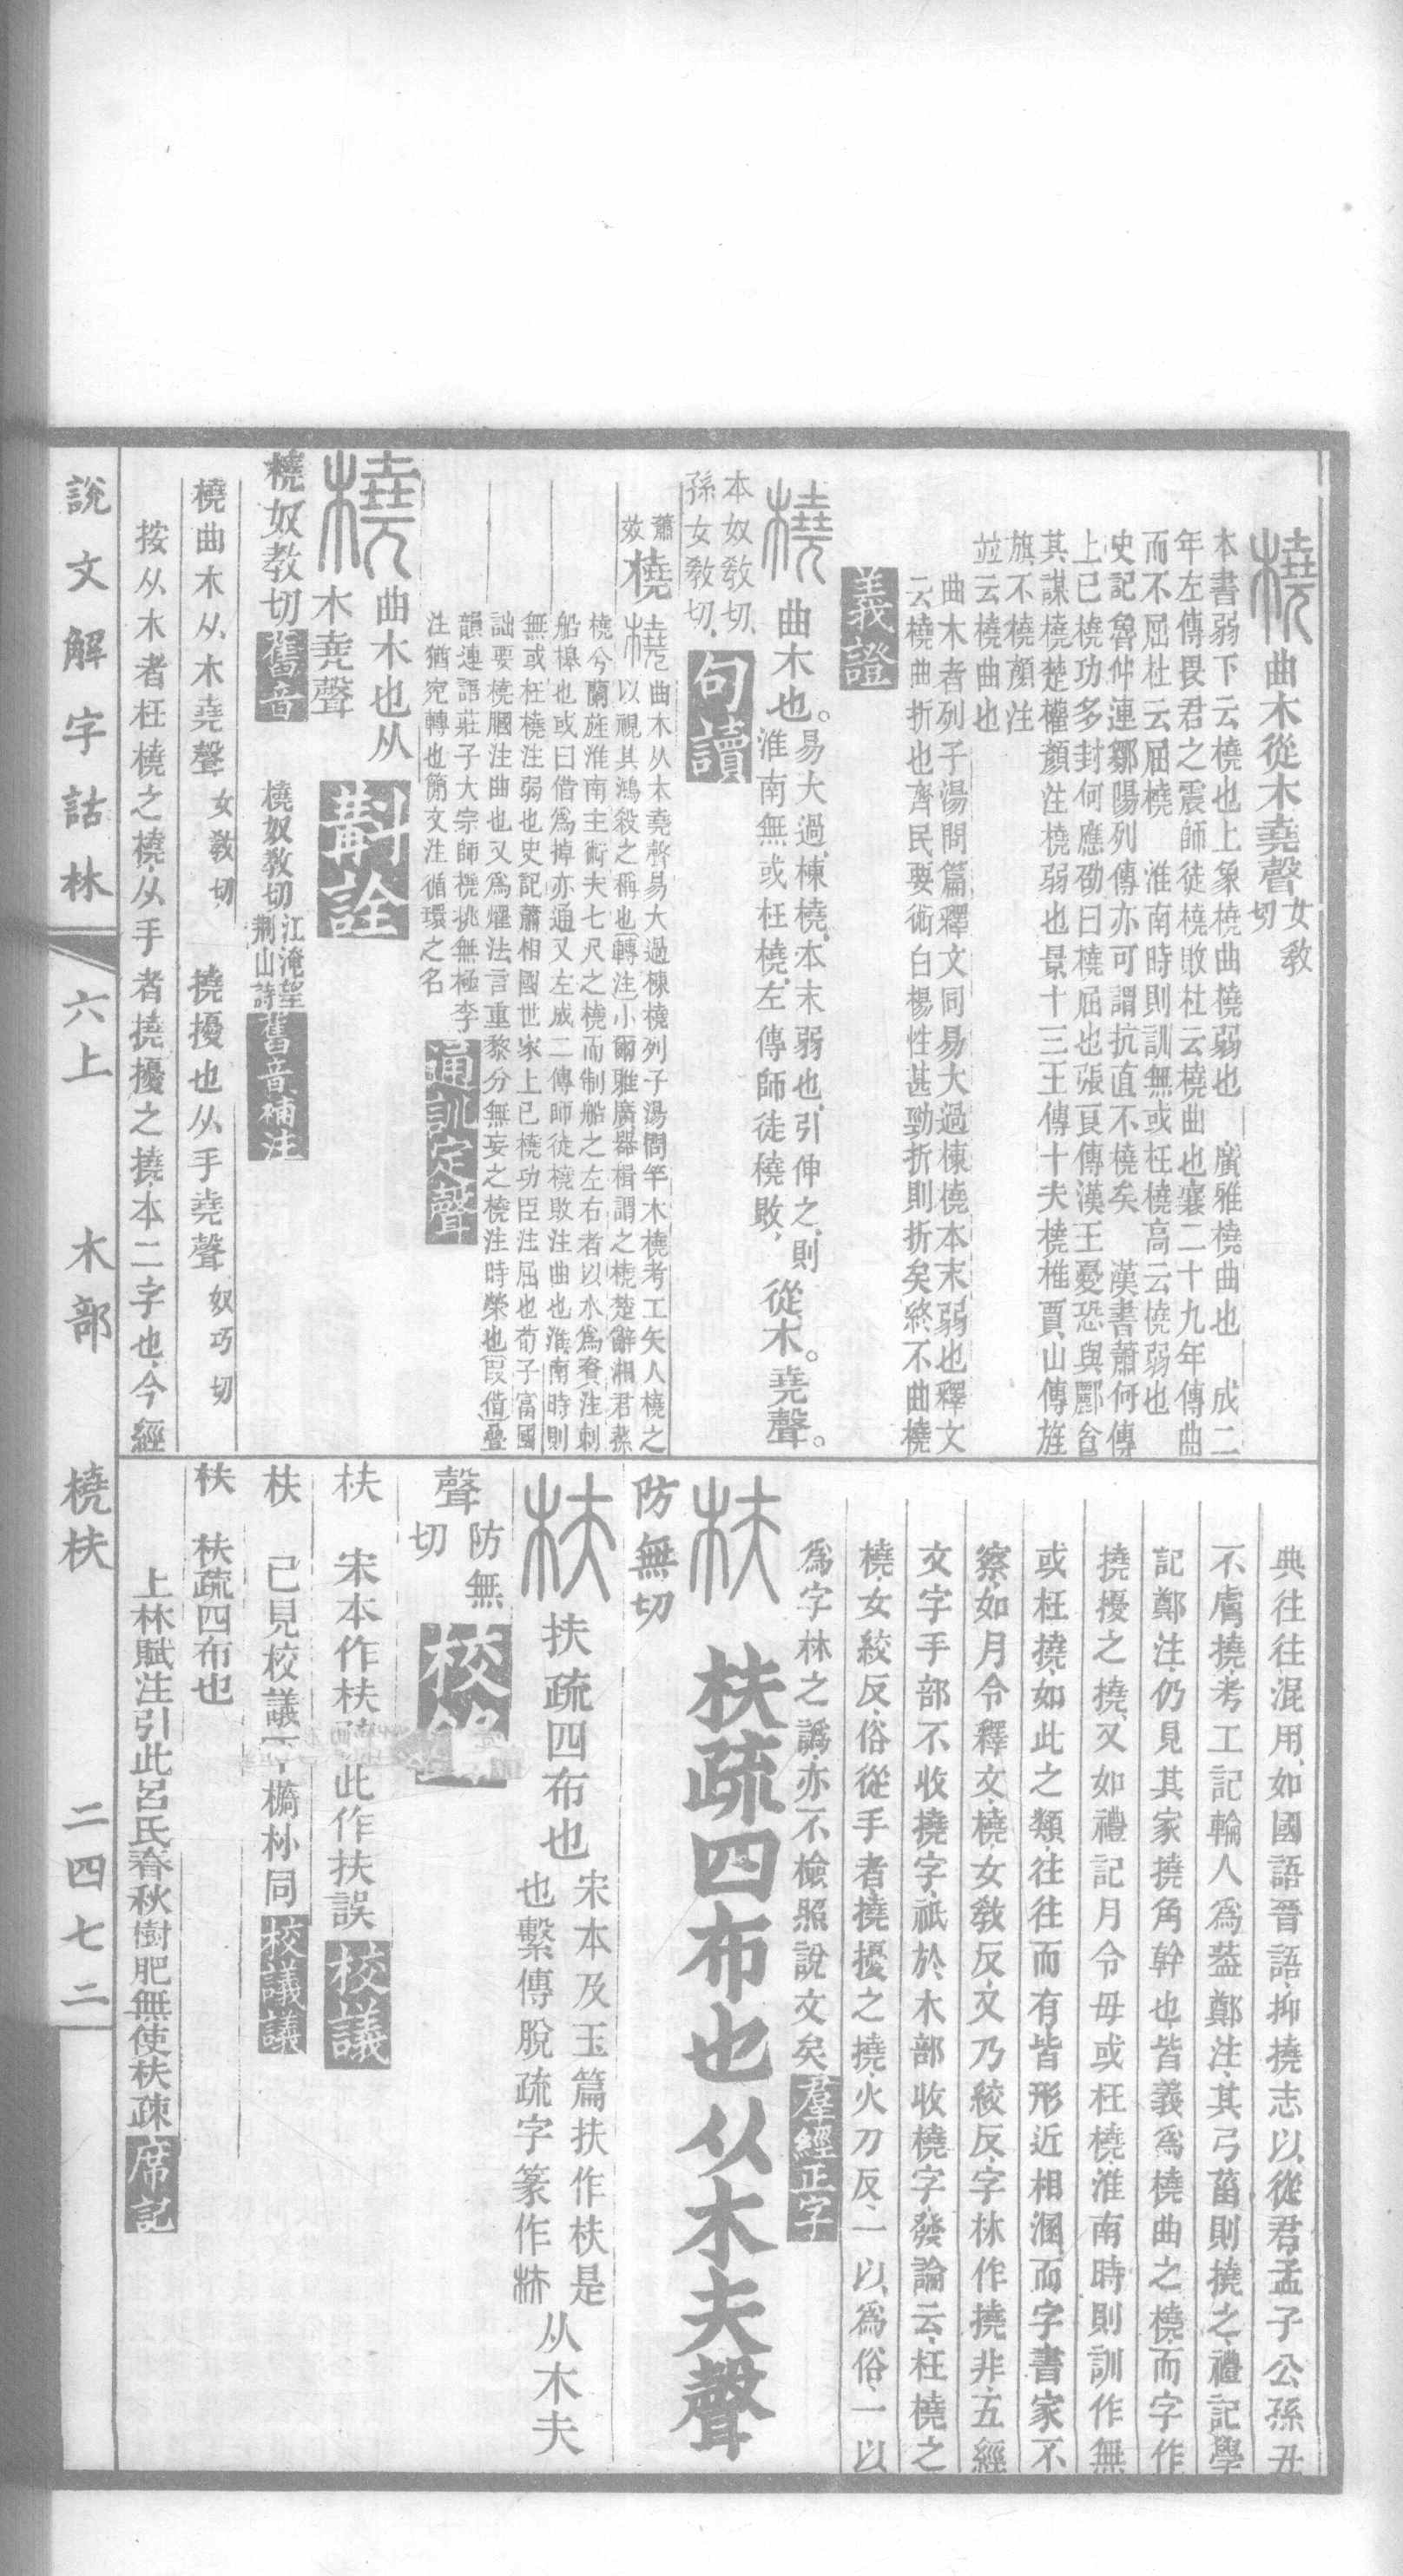 橈曲木從木堯聲女教切
本書弱下云橈也上象橈曲橈弱也　廣雅橈曲也　成二
年左傳畏君之震師徒橈敗杜云橈曲也襄二十九年傳曲
而不屈杜云屈橈　淮南時則訓無或枉橈高云橈弱也
史記魯仲連鄒陽列傳亦可謂抗直不橈矣　漢書蕭何傳
上已橈功多封何應劭曰橈屈也張良傳漢王憂恐與酈食
其謀橈楚權顏注橈弱也景十三王傳十夫橈椎賈山傳旌
旗不橈顏注
竝云橈曲也
曲木者列子湯問篇釋文同易大過棟橈本末弱也釋文
云橈曲折也齊民要術白楊性甚勁折則折矣終不曲橈
義證
橈曲木也。易大過、棟橈、本末弱也、引伸之、則
淮南無或枉橈、左傳師徒橈敗、從木。堯聲。
本奴教切、
孫女教切、
句讀
蕭效橈橈曲木从木堯聲易大過棟橈列子湯問竿木橈考工矢人橈之
以視其鴻殺之稱也轉注小爾雅廣器楫謂之橈楚辭湘君蓀
橈兮蘭旌淮南主術夫七尺之橈而制船之左右者以水爲資注刺
船槔也或曰借爲掉亦通又左成二傳師徒橈敗注曲也淮南時則
無或枉橈注弱也史記蕭相國世家上已橈功臣注屈也荀子富國
詘要橈膕注曲也又爲燿法言重黎分無妄之橈注時榮也叚借疊
韻連語莊子大宗師橈挑無極李
注猶宛轉也簡文注循環之名
通訓定聲
橈曲木也从
木堯聲
斠詮
橈奴教切舊音
橈奴教切江淹望荆山詩舊音補注
橈曲木从木堯聲女教切　撓擾也从手堯聲奴巧切
按从木者枉橈之橈、从手者撓擾之撓、本二字也、今經
典往往混用、如國語晉語、抑撓志以從君、孟子公孫丑、
不膚撓、考工記輪人爲蓋鄭注、其弓菑則撓之、禮記學
記鄭注、仍見其家撓角幹也、皆義爲橈曲之橈、而字作
撓擾之撓、又如禮記月令毋或枉橈、淮南時則訓作無
或枉撓、如此之類、往往而有、皆形近相溷、而字書家不
察、如月令釋文、橈女敎反、又乃絞反、字林作撓非、五經
文字手部不收撓字、祇於木部收橈字、發論云、枉橈之
橈、女絞反、俗從手者撓擾之撓、火刀反、一以爲俗、一以
爲字林之譌、亦不檢照說文矣羣經正字
枎枎疏四布也从木夫聲
防無切
枎扶疏四布也宋本及玉篇扶作枎是
也繫傳脫疏字篆作枎从木夫
聲防無切
枎　宋本作枎疏此作扶誤校議
枎　已見校議下橢朴同校議議
枎　枎疏四布也
上林賦注引此呂氏春秋樹肥無使枎疎席記
說文解字詁林　六上　木部　橈枎　二四七二